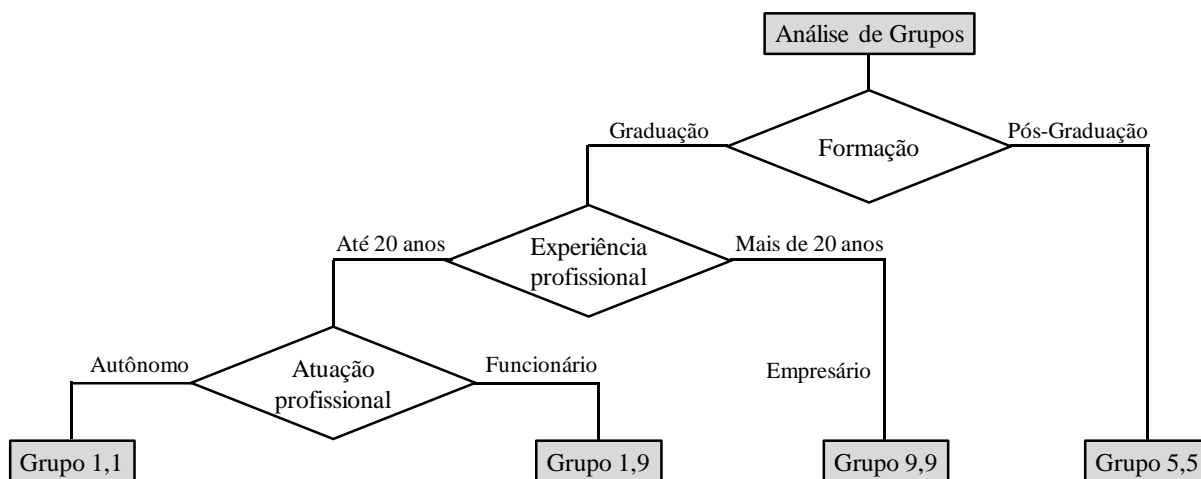 Análise de Grupos
Graduação
Pós-Graduação
Formação
Até 20 anos
Experiência
profissional
Mais de 20 anos
Autônomo
Atuação
profissional
Funcionário
Empresário
Grupo 1,1
Grupo 1,9
Grupo 9,9
Grupo 5,5